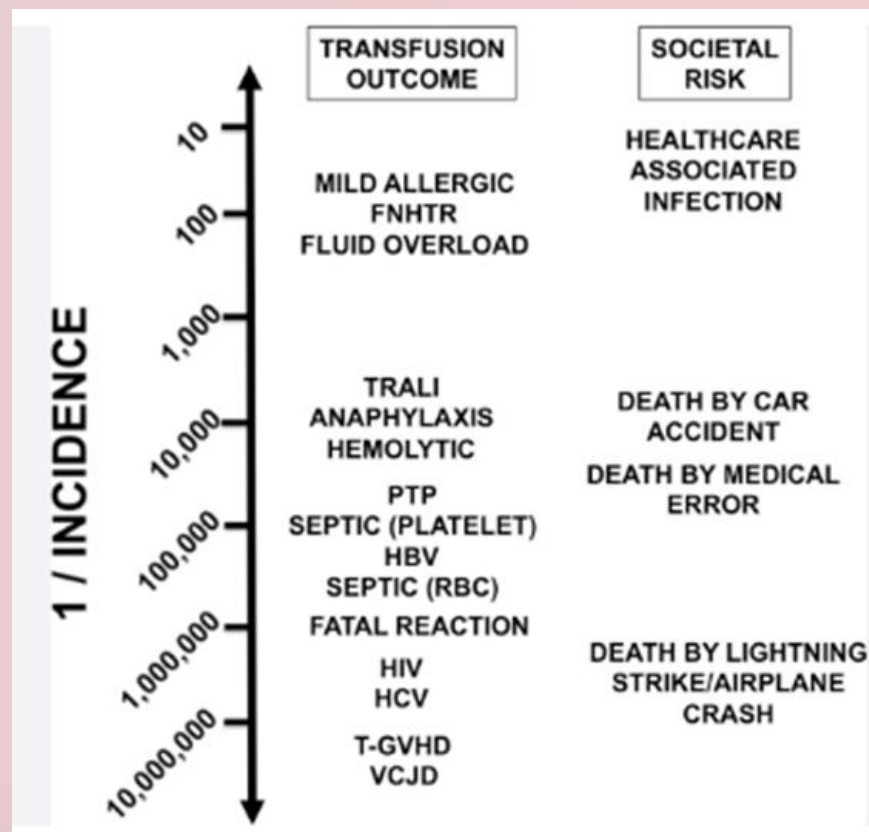 TRANSFUSION
OUTCOME
SOCIETAL
RISK
1 / INCIDENCE
10
100
1,000
10,000
100,000
1,000,000
10,000,000
MILD ALLERGIC
FNHTR
FLUID OVERLOAD
TRALI
ANAPHYLAXIS
HEMOLYTIC
PTP
SEPTIC (PLATELET)
HBV
SEPTIC (RBC)
FATAL REACTION
HIV
HCV
T-GVHD
VCJD
HEALTHCARE
ASSOCIATED
INFECTION
DEATH BY CAR
ACCIDENT
DEATH BY MEDICAL
ERROR
DEATH BY LIGHTNING
STRIKE/AIRPLANE
CRASH